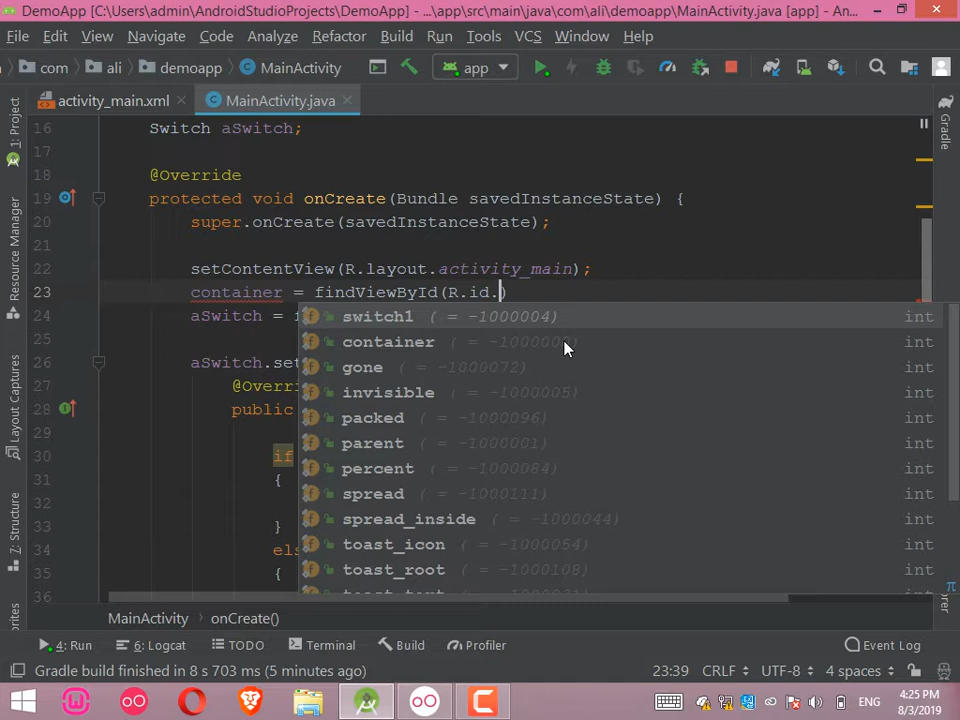 DemoApp [C:\Users\admin\AndroidStudioProjects\DemoApp] - ...\app\src\main\java\com\ali\demoapp\MainActivity.java [app] - An...
File Edit View Navigate Code Analyze Refactor Build Run Tools VCS Window Help
com ali demoapp MainActivity app
activity_main.xml MainActivity.java
1: Project
Resource Manager
Layout Captures
7: Structure
Gradle
16 Switch aSwitch;
17
18 @Override
19 protected void onCreate(Bundle savedInstanceState) {
20 super.onCreate(savedInstanceState);
21
22 setContentView(R.layout.activity_main);
23 container = findViewById(R.id.)
24 aSwitch =
switch1 ( = -1000004) int
container int
gone ( = -1000072) int
invisible ( = -1000005) int
packed ( = -1000096) int
parent ( = -1000001) int
percent ( = -1000084) int
spread ( = -1000111) int
spread_inside ( = -1000044) int
toast_icon ( = -1000054) int
toast_root ( = -1000108) int
25
26 aSwitch.set
27 @Overri
28 public
29
30 if
31 {
32
33 }
34 els
35 {
36
MainActivity onCreate()
4: Run 6: Logcat TODO Terminal Build Profiler Event Log
Gradle build finished in 8 s 703 ms (5 minutes ago) 23:39 CRLF UTF-8 4 spaces
ENG 4:25 PM
8/3/2019